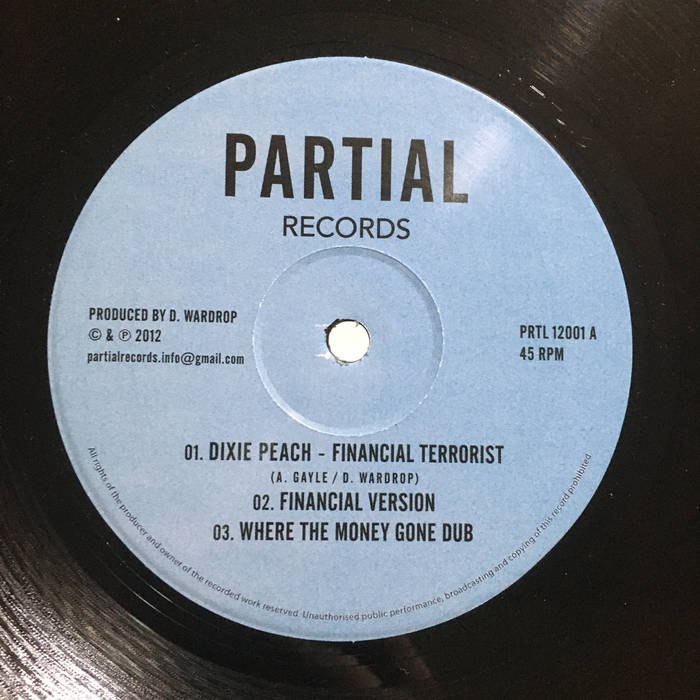 PARTIAL
RECORDS
PRODUCED BY D. WARDROP
© & ℗ 2012
partialrecords.info@gmail.com
PRTL 12001 A
45 RPM
01. DIXIE PEACH - FINANCIAL TERRORIST
(A. GAYLE / D. WARDROP)
02. FINANCIAL VERSION
03. WHERE THE MONEY GONE DUB
All rights of the producer and owner of the recorded work reserved. Unauthorised public performance, broadcasting and copying of this record prohibited